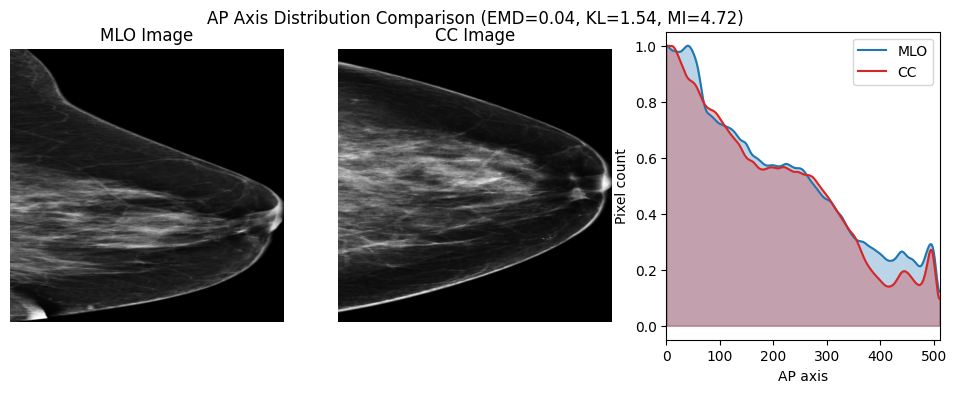 AP Axis Distribution Comparison (EMD=0.04, KL=1.54, MI=4.72)
MLO Image
CC Image
MLO
CC
Pixel count
1.0
0.8
0.6
0.4
0.2
0.0
0
100
200
300
400
500
AP axis